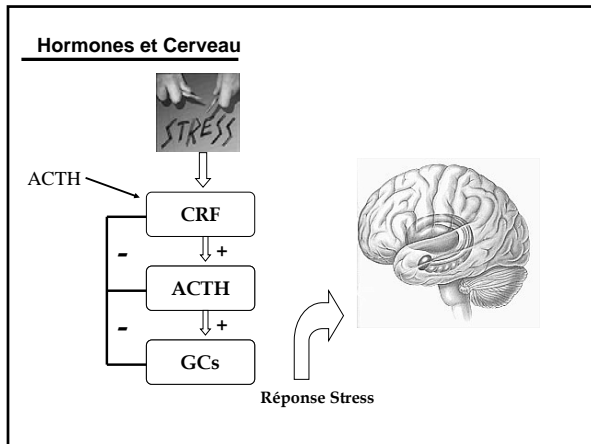 Hormones et Cerveau
STRESS
ACTH
CRF
- +
ACTH
- +
GCs
Réponse Stress